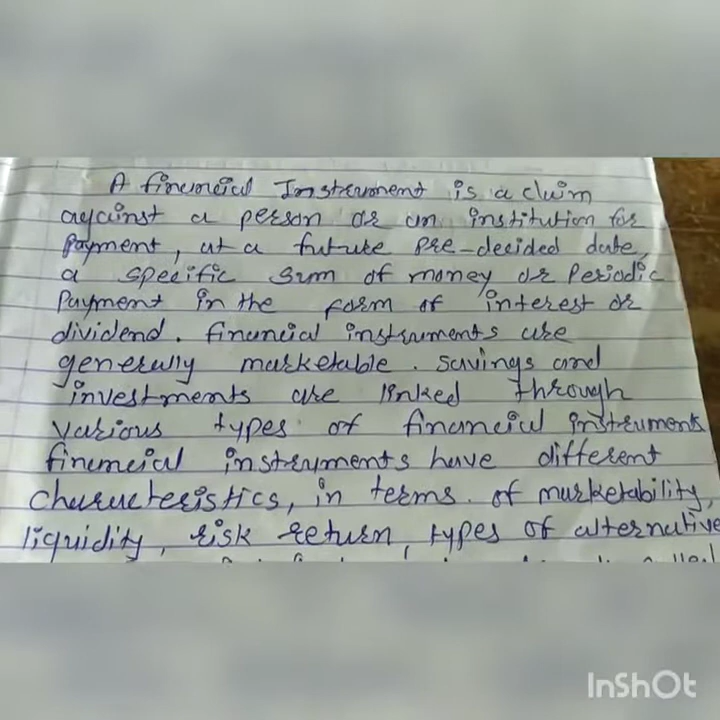 A financial Instrument is a claim
against a person or an institution for
payment, at a future pre-decided date,
a specific sum of money or Periodic
Payment in the form of interest or
dividend. financial instruments are
generally marketable. savings and
investments are linked through
various types of financial instruments
financial instruments have different
characteristics, in terms. of marketability,
liquidity, risk return, types of alternative
InShOt